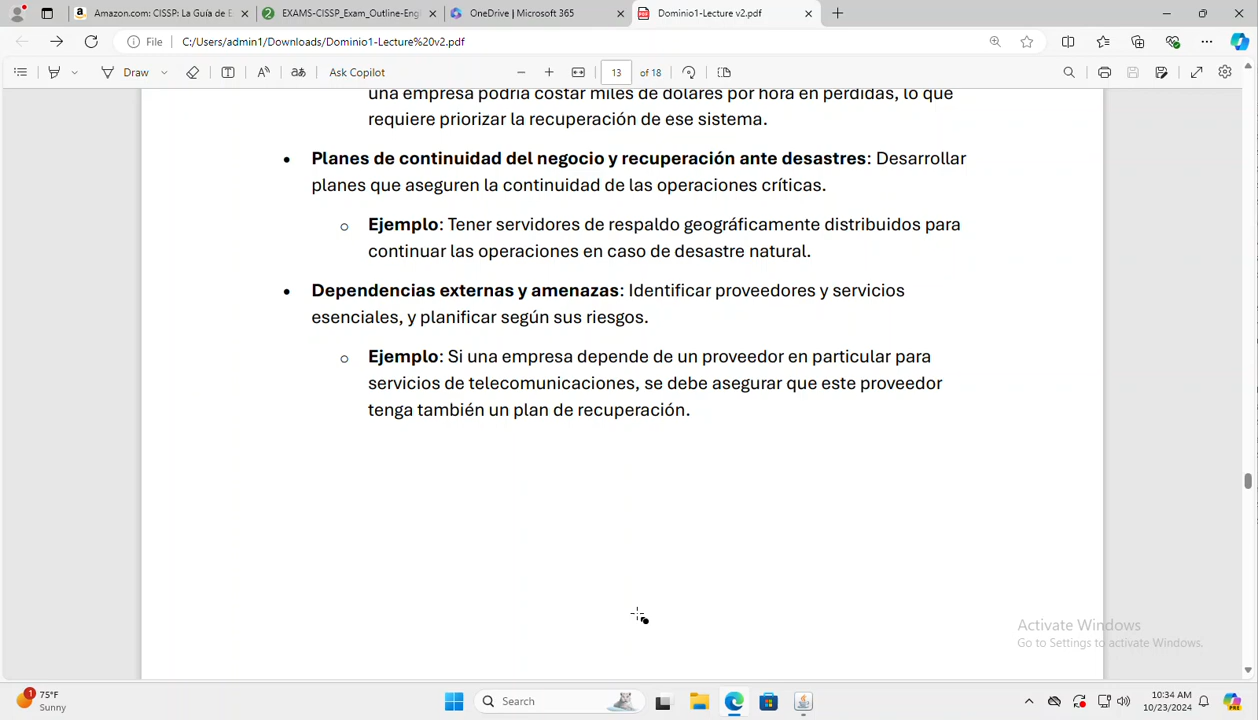 Amazon.com: CISSP: La Guía de E
EXAMS-CISSP_Exam_Outline-Engl
OneDrive | Microsoft 365
Dominio1-Lecture v2.pdf
File
C:/Users/admin1/Downloads/Dominio1-Lecture%20v2.pdf
Draw
Ask Copilot
13
of 18
una empresa podría costar miles de dólares por hora en pérdidas, lo que
requiere priorizar la recuperación de ese sistema.
• Planes de continuidad del negocio y recuperación ante desastres: Desarrollar
planes que aseguren la continuidad de las operaciones críticas.
o Ejemplo: Tener servidores de respaldo geográficamente distribuidos para
continuar las operaciones en caso de desastre natural.
• Dependencias externas y amenazas: Identificar proveedores y servicios
esenciales, y planificar según sus riesgos.
o Ejemplo: Si una empresa depende de un proveedor en particular para
servicios de telecomunicaciones, se debe asegurar que este proveedor
tenga también un plan de recuperación.
Activate Windows
Go to Settings to activate Windows.
1
75°F
Sunny
Search
10:34 AM
10/23/2024
PRE